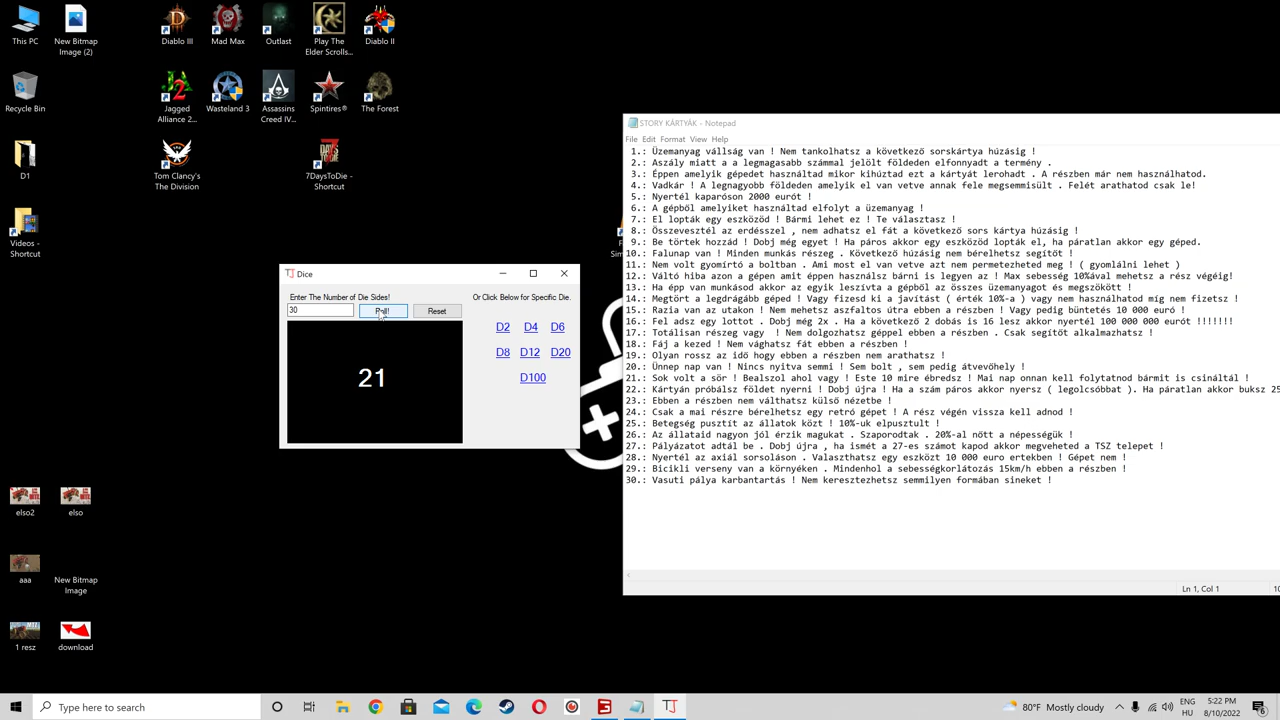 This PC
New Bitmap
Image (2)
Diablo III
Mad Max
Outlast
Play The
Elder Scrolls...
Diablo II
Recycle Bin
Jagged
Alliance 2...
Wasteland 3
Assassins
Creed IV...
Spintires®
The Forest
D1
Tom Clancy's
The Division
7DaysToDie -
Shortcut
Videos -
Shortcut
elso2
elso
aaa
New Bitmap
Image
1 resz
download
Dice
Enter The Number of Die Sides!
Or Click Below for Specific Die.
30
Roll!
Reset
D2
D4
D6
D8
D12
D20
D100
21
STORY KÁRTYÁK - Notepad
File Edit Format View Help
1.: Üzemanyag vállság van ! Nem tankolhatsz a következő sorskártya húzásig !
2.: Aszály miatt a a legmagasabb számmal jelölt földeden elfonnyadt a termény .
3.: Éppen amelyik gépedet használtad mikor kihúztad ezt a kártyát lerohadt . A részben már nem használhatod.
4.: Vadkár ! A legnagyobb földeden amelyik el van vetve annak fele megsemmisült . Felét arathatod csak le!
5.: Nyertél kaparóson 2000 eurót !
6.: A gépből amelyiket használtad elfolyt a üzemanyag !
7.: El lopták egy eszközöd ! Bármi lehet ez ! Te választasz !
8.: Összevesztél az erdésszel , nem adhatsz el fát a következő sors kártya húzásig !
9.: Be törtek hozzád ! Dobj még egyet ! Ha páros akkor egy eszközöd lopták el, ha páratlan akkor egy géped.
10.: Falunap van ! Minden munkás részeg . Következő húzásig nem bérelhetsz segítőt !
11.: Nem volt gyomírtó a boltban . Ami most el van vetve azt nem permetezheted meg ! ( gyomlálni lehet )
12.: Váltó hiba azon a gépen amit éppen használsz bárni is legyen az ! Max sebesség 10%ával mehetsz a rész végéig!
13.: Ha épp van munkásod akkor az egyik leszívta a gépből az összes üzemanyagot és megszökött !
14.: Megtört a legdrágább géped ! Vagy fizesd ki a javítást ( érték 10%-a ) vagy nem használhatod míg nem fizetsz !
15.: Razia van az utakon ! Nem mehetsz aszfaltos útra ebben a részben ! Vagy pedig büntetés 10 000 euró !
16.: Fel adsz egy lottot . Dobj még 2x . Ha a következő 2 dobás is 16 lesz akkor nyertél 100 000 000 eurót !!!!!!!
17.: Totálisan részeg vagy  ! Nem dolgozhatsz géppel ebben a részben . Csak segítőt alkalmazhatsz !
18.: Fáj a kezed ! Nem vághatsz fát ebben a részben !
19.: Olyan rossz az idő hogy ebben a részben nem arathatsz !
20.: Ünnep nap van ! Nincs nyitva semmi ! Sem bolt , sem pedig átvevőhely !
21.: Sok volt a sör ! Bealszol ahol vagy ! Este 10 mire ébredsz ! Mai nap onnan kell folytatnod bármit is csináltál !
22.: Kártyán próbálsz földet nyerni ! Dobj újra ! Ha a szám páros akkor nyersz ( legolcsóbbat ). Ha páratlan akkor buksz 25
23.: Ebben a részben nem válthatsz külső nézetbe !
24.: Csak a mai részre bérelhetsz egy retró gépet ! A rész végén vissza kell adnod !
25.: Betegség pusztít az állatok közt ! 10%-uk elpusztult !
26.: Az állataid nagyon jól érzik magukat . Szaporodtak . 20%-al nőtt a népességük !
27.: Pályázatot adtál be . Dobj újra , ha ismét a 27-es számot kapod akkor megveheted a TSZ telepet !
28.: Nyertél az axiál sorsoláson . Valaszthatsz egy eszközt 10 000 euro ertekben ! Gépet nem !
29.: Bicikli verseny van a környéken . Mindenhol a sebességkorlátozás 15km/h ebben a részben !
30.: Vasuti pálya karbantartás ! Nem keresztezhetsz semmilyen formában sineket !
Ln 1, Col 1
Type here to search
80°F Mostly cloudy
ENG
HU
5:22 PM
8/10/2022